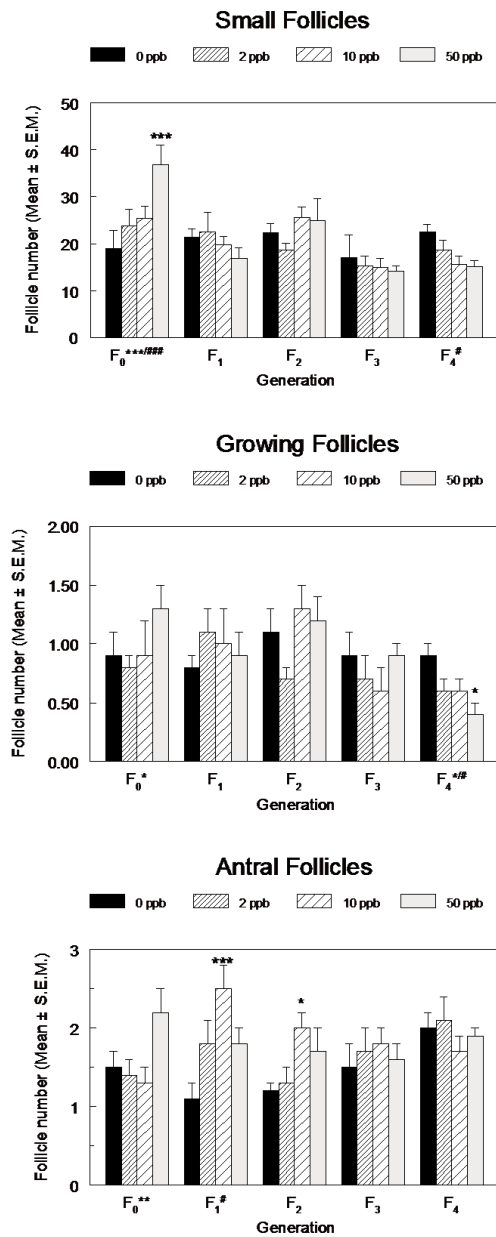 Small Follicles
0 ppb 2 ppb 10 ppb 50 ppb
Follicle number (Mean ± S.E.M.)
50
40
30
20
10
0
***
F0***/### F1 F2 F3 F4#
Generation
Growing Follicles
0 ppb 2 ppb 10 ppb 50 ppb
Follicle number (Mean ± S.E.M.)
2.00
1.50
1.00
0.50
0.00
*
F0* F1 F2 F3 F4*/#
Generation
Antral Follicles
0 ppb 2 ppb 10 ppb 50 ppb
Follicle number (Mean ± S.E.M.)
3
2
1
0
*** *
F0** F1# F2 F3 F4
Generation